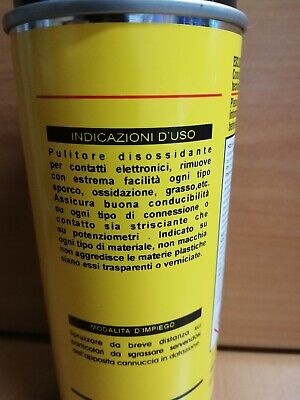 INDICAZIONI D'USO
Pulitore disossidante
per contatti elettronici, rimuove
con estrema facilità ogni tipo
sporco, ossidazione, grasso,etc.
Assicura buona conducibilità
su ogni tipo di connessione o
contatto sia strisciante che
su potenziometri . Indicato su
ogni tipo di materiale, non macchia
non aggredisce le materie plastiche
siano essi trasparenti o verniciate.
MODALITA D'IMPIEGO
Spruzzare da breve distanza su
particolari da sgrassare servendosi
dell'apposita cannuccia in dotazione.